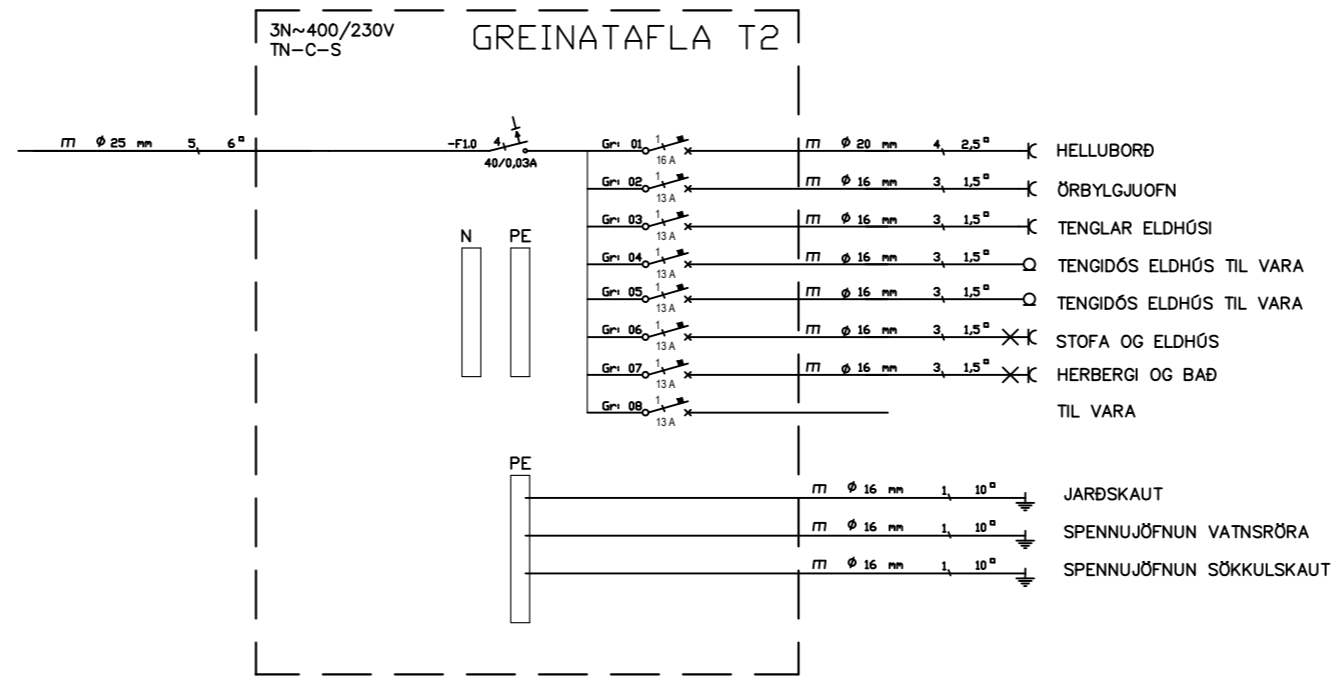 3N~400/230V
TN-C-S
GREINATAFLA T2
m ø 25 mm 5 6▫
-F1.0 4
40/0,03A
Gr: 01 1 m ø 20 mm 4 2,5▫ HELLUBORÐ
16 A
Gr: 02 1 m ø 16 mm 3 1,5▫ ÖRBYLGJUOFN
13 A
Gr: 03 1 m ø 16 mm 3 1,5▫ TENGLAR ELDHÚSI
13 A
N PE
Gr: 04 1 m ø 16 mm 3 1,5▫ TENGIDÓS ELDHÚS TIL VARA
13 A
Gr: 05 1 m ø 16 mm 3 1,5▫ TENGIDÓS ELDHÚS TIL VARA
13 A
Gr: 06 1 m ø 16 mm 3 1,5▫ STOFA OG ELDHÚS
13 A
Gr: 07 1 m ø 16 mm 3 1,5▫ HERBERGI OG BAÐ
13 A
Gr: 08 1 TIL VARA
13 A
PE
m ø 16 mm 1 10▫ JARÐSKAUT
m ø 16 mm 1 10▫ SPENNUJÖFNUN VATNSRÖRA
m ø 16 mm 1 10▫ SPENNUJÖFNUN SÖKKULSKAUT